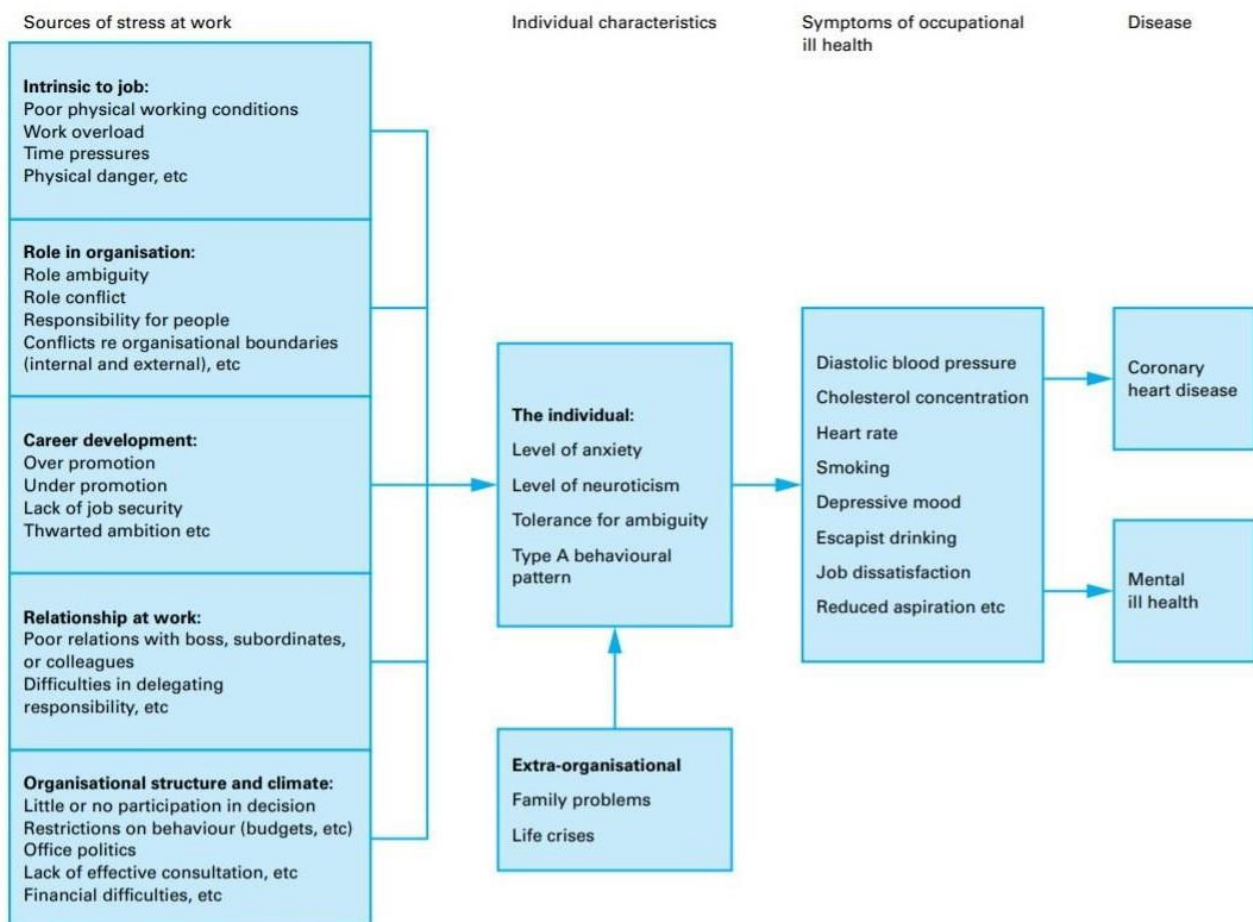 Sources of stress at work
Individual characteristics
Symptoms of occupational
ill health
Disease
Intrinsic to job:
Poor physical working conditions
Work overload
Time pressures
Physical danger, etc
Role in organisation:
Role ambiguity
Role conflict
Responsibility for people
Conflicts re organisational boundaries
(internal and external), etc
Career development:
Over promotion
Under promotion
Lack of job security
Thwarted ambition etc
Relationship at work:
Poor relations with boss, subordinates,
or colleagues
Difficulties in delegating
responsibility, etc
Organisational structure and climate:
Little or no participation in decision
Restrictions on behaviour (budgets, etc)
Office politics
Lack of effective consultation, etc
Financial difficulties, etc
The individual:
Level of anxiety
Level of neuroticism
Tolerance for ambiguity
Type A behavioural
pattern
Extra-organisational
Family problems
Life crises
Diastolic blood pressure
Cholesterol concentration
Heart rate
Smoking
Depressive mood
Escapist drinking
Job dissatisfaction
Reduced aspiration etc
Coronary
heart disease
Mental
ill health